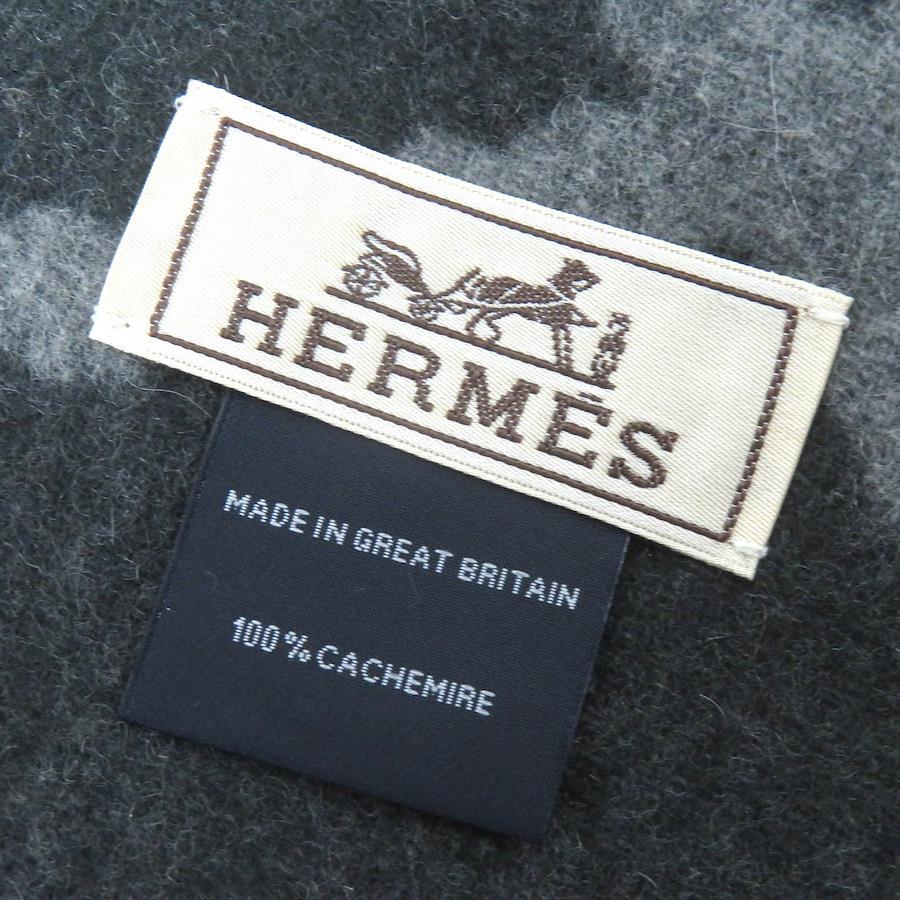 HERMÈS
MADE IN GREAT BRITAIN
100% CACHEMIRE